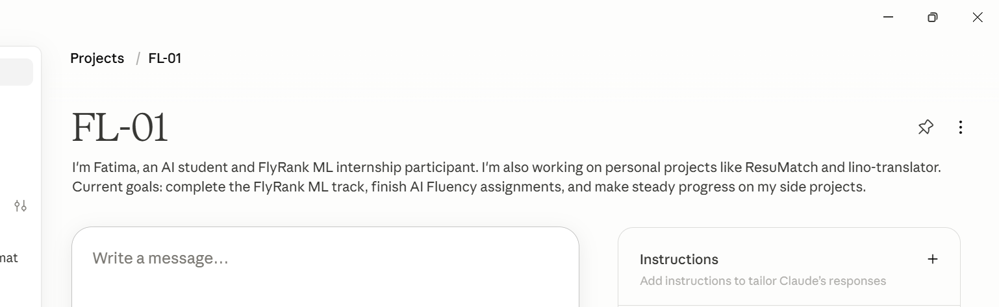 Projects / FL-01
FL-01
I'm Fatima, an AI student and FlyRank ML internship participant. I'm also working on personal projects like ResuMatch and lino-translator.
Current goals: complete the FlyRank ML track, finish AI Fluency assignments, and make steady progress on my side projects.
mat
Write a message...
Instructions
Add instructions to tailor Claude's responses